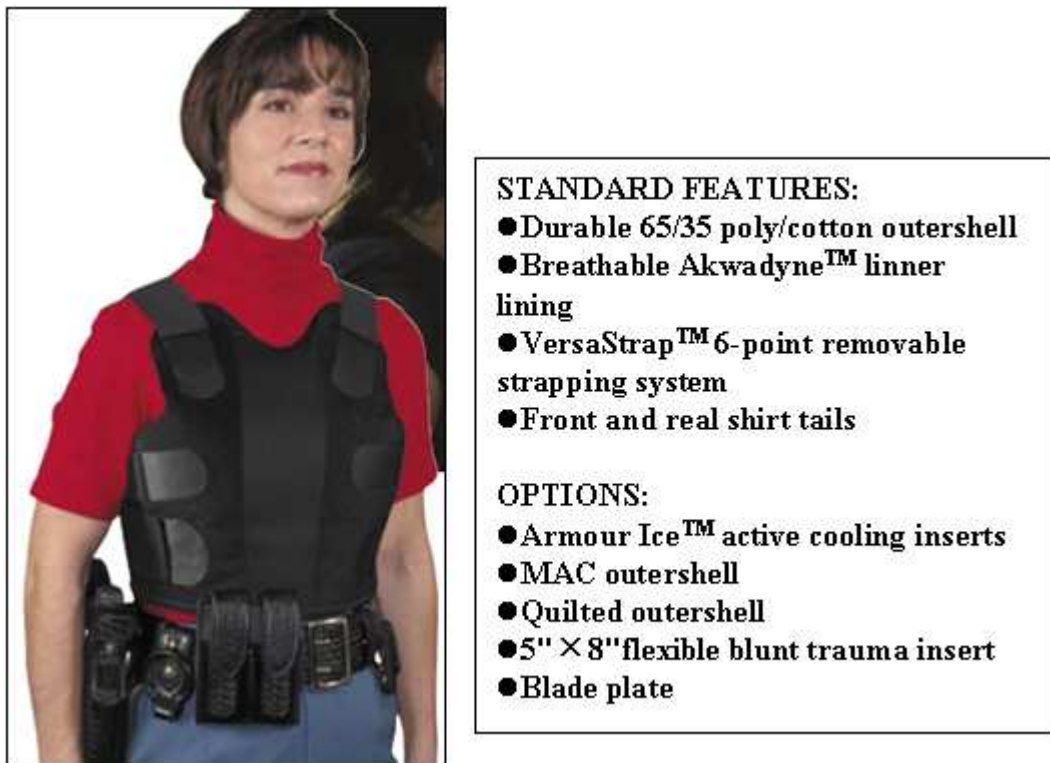 STANDARD FEATURES:
●Durable 65/35 poly/cotton outershell
●Breathable Akwadyne™ linner
lining
●VersaStrap™ 6-point removable
strapping system
●Front and real shirt tails
OPTIONS:
●Armour Ice™ active cooling inserts
●MAC outershell
●Quilted outershell
●5"×8"flexible blunt trauma insert
●Blade plate